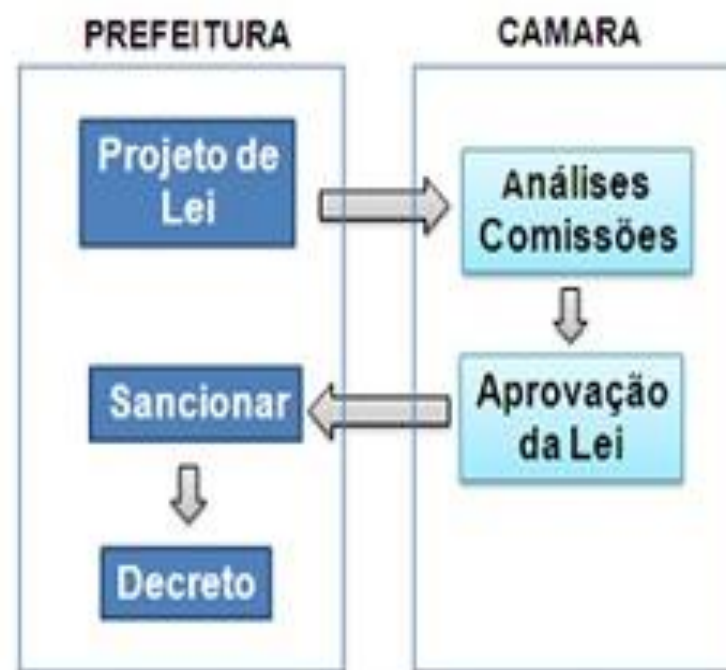 PREFEITURA
CAMARA
Projeto de
Lei
Análises
Comissões
Aprovação
da Lei
Sancionar
Decreto